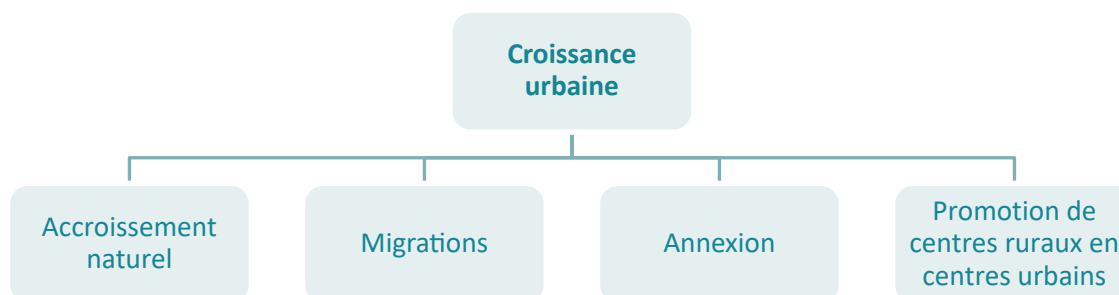 Croissance
urbaine
Accroissement
naturel
Migrations
Annexion
Promotion de
centres ruraux en
centres urbains